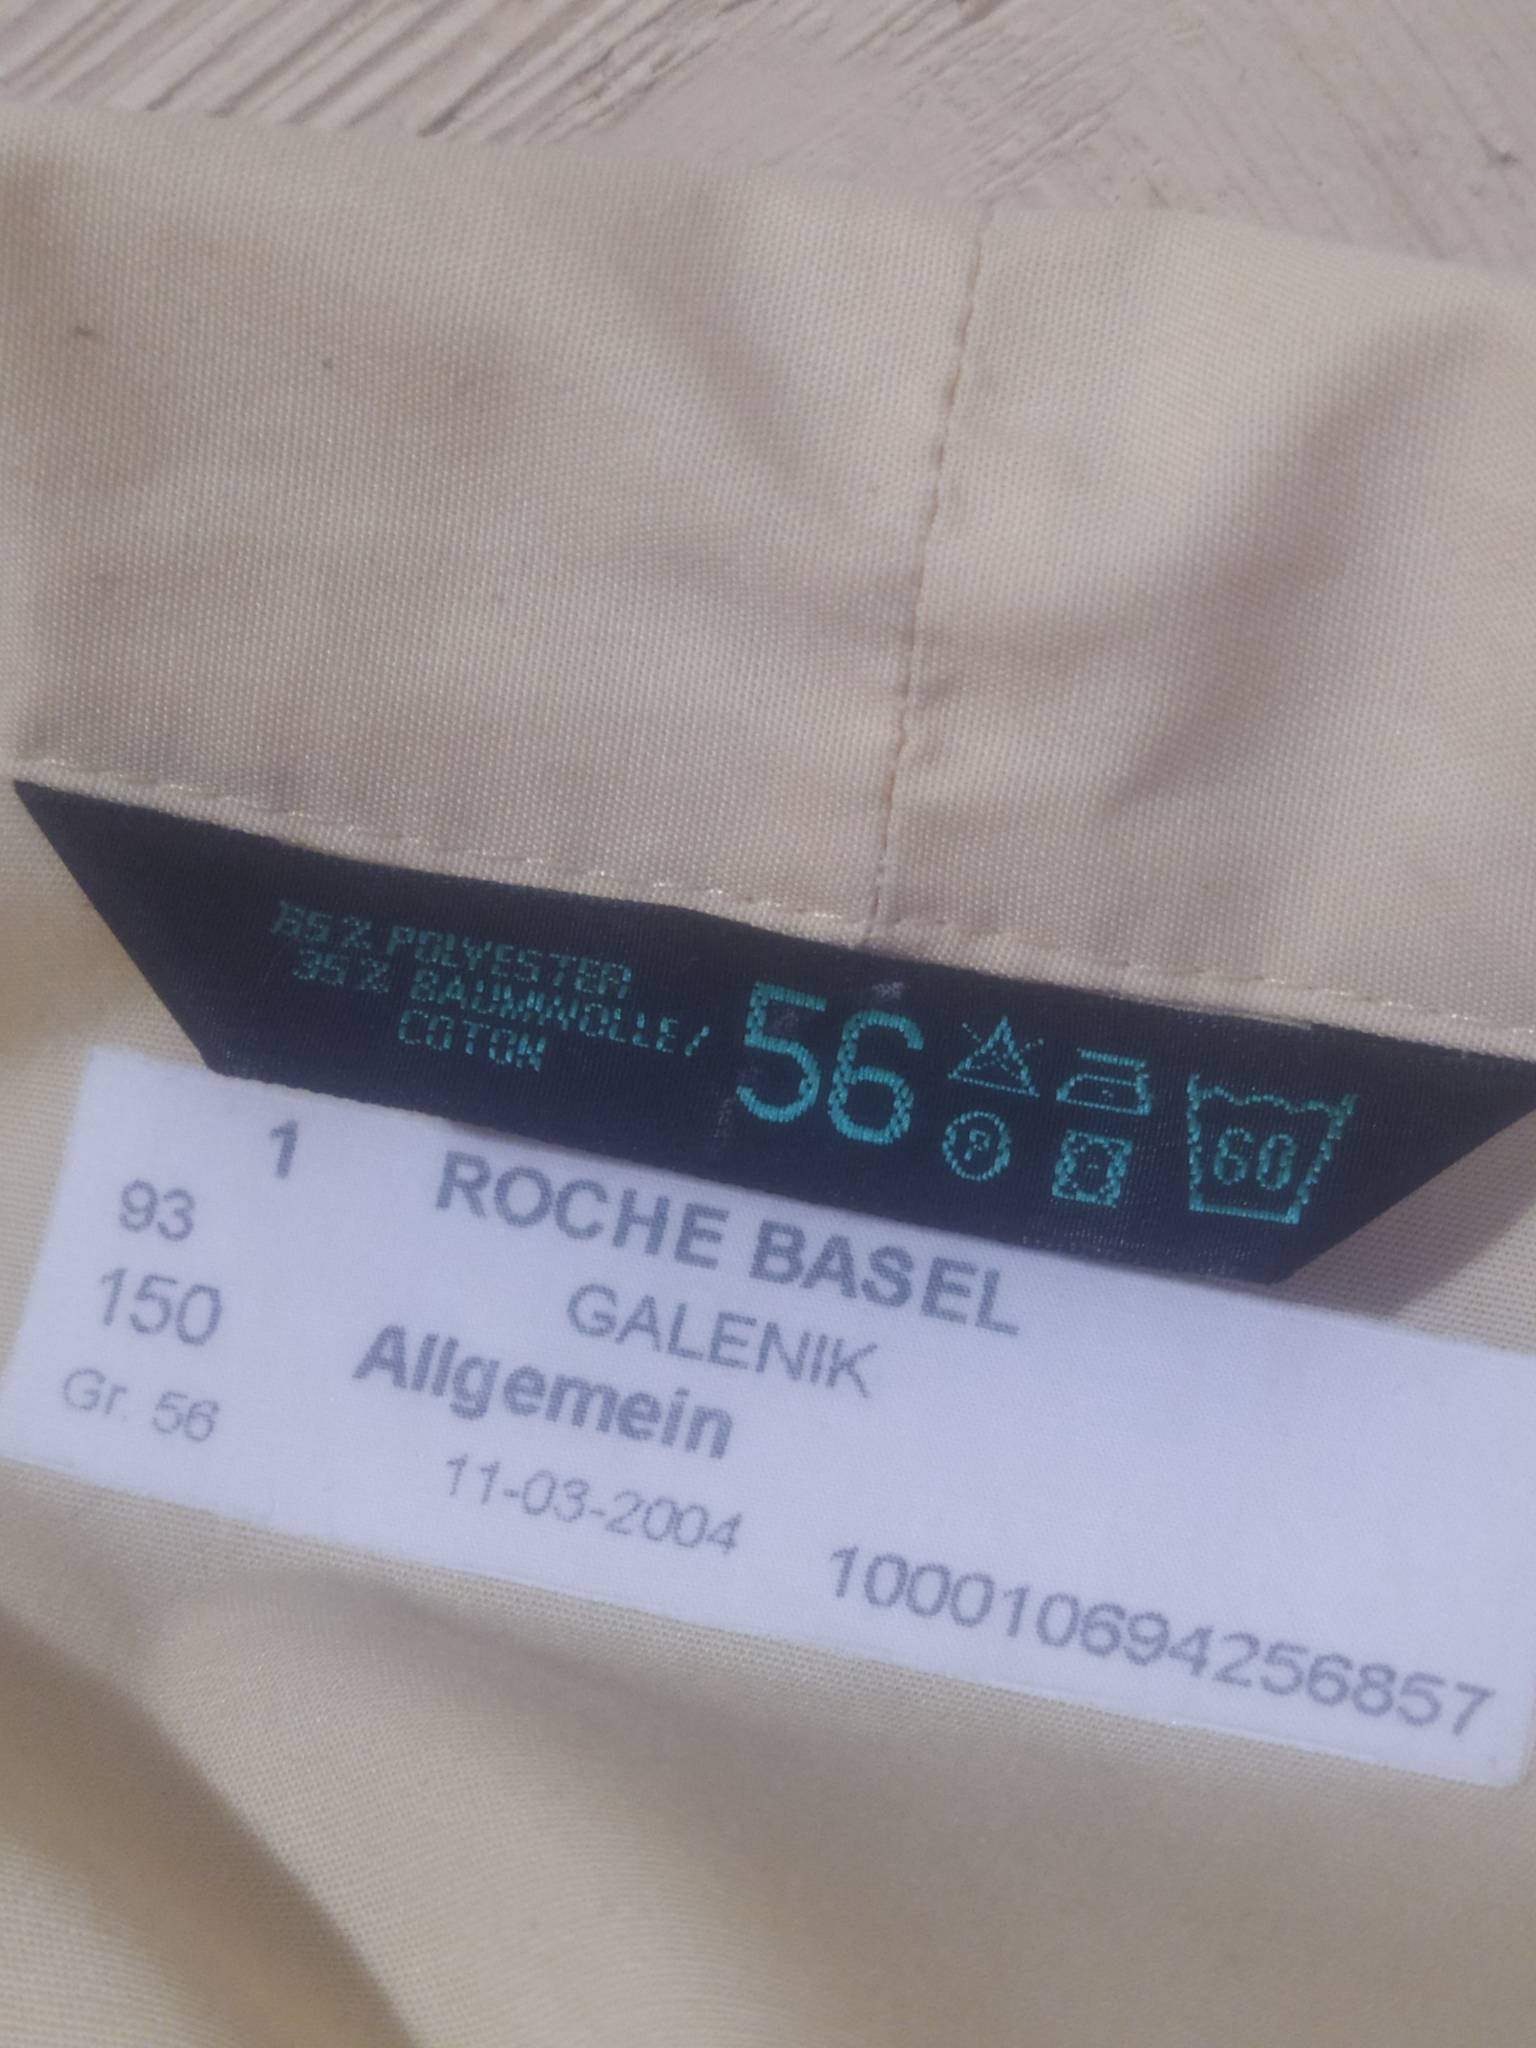 65% POLYESTER
35% BAUMWOLLE/
COTON
56
P
60
1 ROCHE BASEL
93 GALENIK
150 Allgemein
Gr. 56 11-03-2004 100010694256857